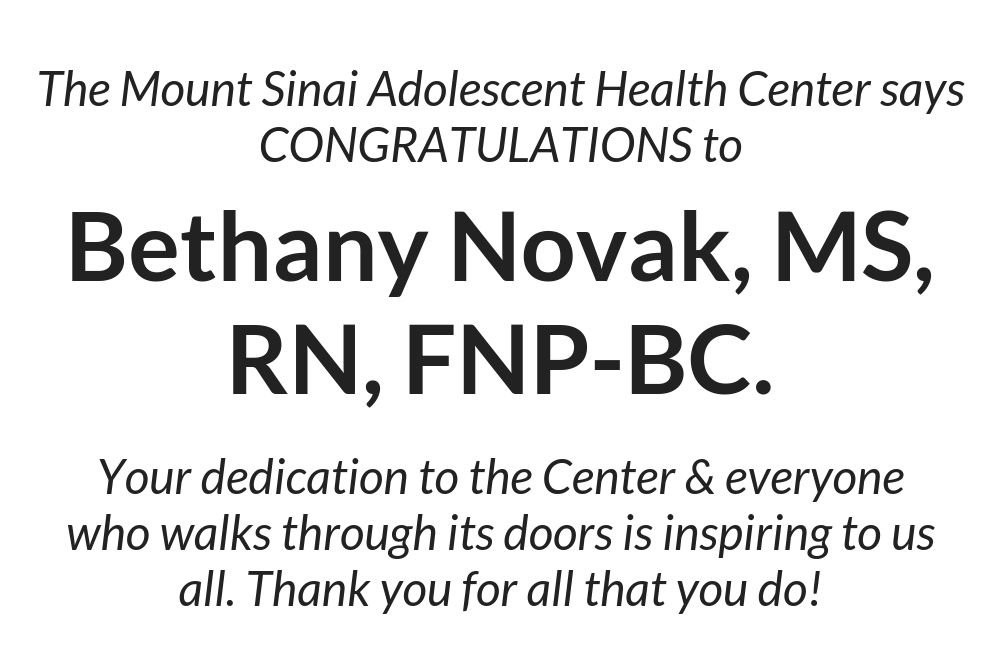 The Mount Sinai Adolescent Health Center says
CONGRATULATIONS to
Bethany Novak, MS,
RN, FNP-BC.
Your dedication to the Center & everyone
who walks through its doors is inspiring to us
all. Thank you for all that you do!